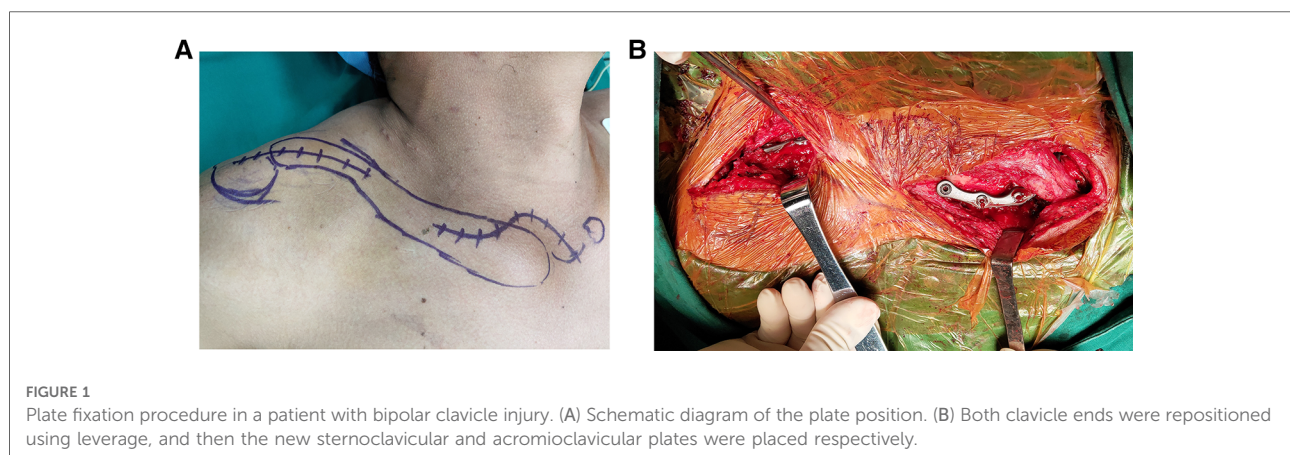 A
B
FIGURE 1
Plate fixation procedure in a patient with bipolar clavicle injury. (A) Schematic diagram of the plate position. (B) Both clavicle ends were repositioned
using leverage, and then the new sternoclavicular and acromioclavicular plates were placed respectively.